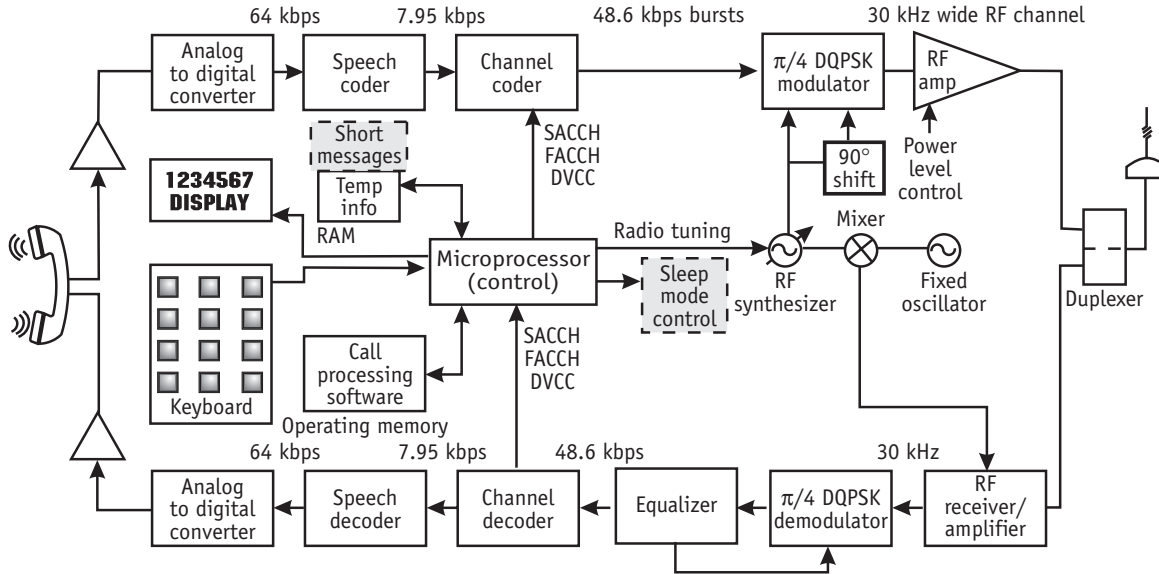 64 kbps
7.95 kbps
48.6 kbps bursts
30 kHz wide RF channel
Analog
to digital
converter
Speech
coder
Channel
coder
π/4 DQPSK
modulator
RF
amp
Short
messages
SACCH
FACCH
DVCC
90°
shift
Power
level
control
1234567
DISPLAY
Temp
info
RAM
Microprocessor
(control)
Radio tuning
Mixer
Sleep
mode
control
RF
synthesizer
Fixed
oscillator
Duplexer
SACCH
FACCH
DVCC
Call
processing
software
Keyboard
Operating memory
64 kbps
7.95 kbps
48.6 kbps
30 kHz
Analog
to digital
converter
Speech
decoder
Channel
decoder
Equalizer
π/4 DQPSK
demodulator
RF
receiver/
amplifier